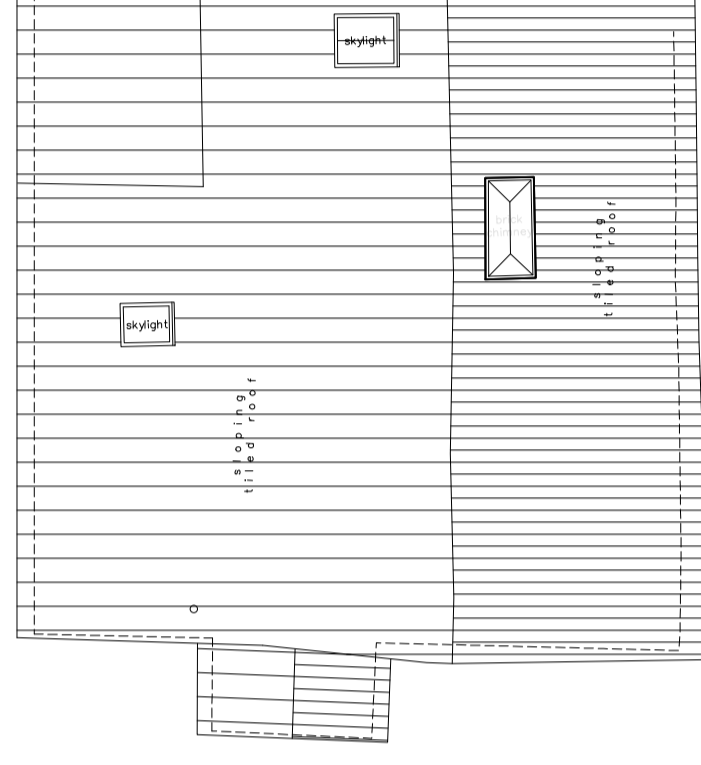 skylight
brick
chimney
sloping
tiled roof
skylight
sloping
tiled roof